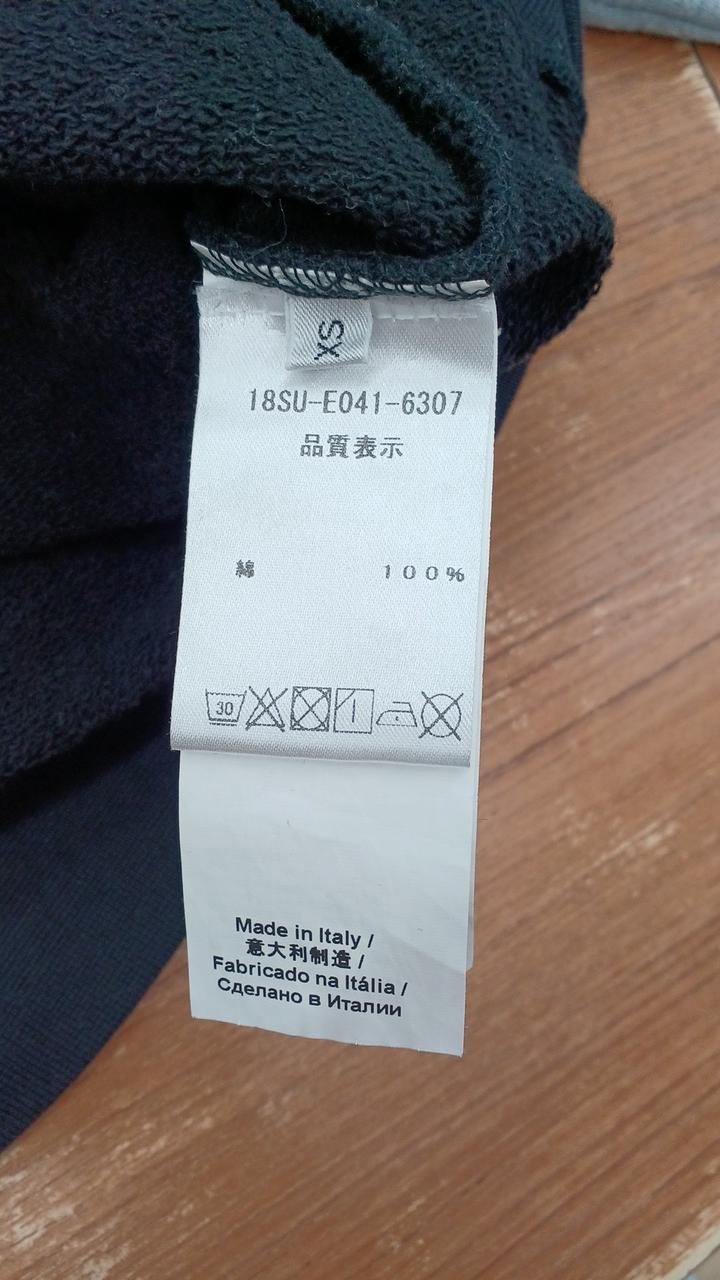 XS
18SU-E041-6307
品質表示
綿 100%
30
Made in Italy /
意大利制造 /
Fabricado na Itália /
Сделано в Италии